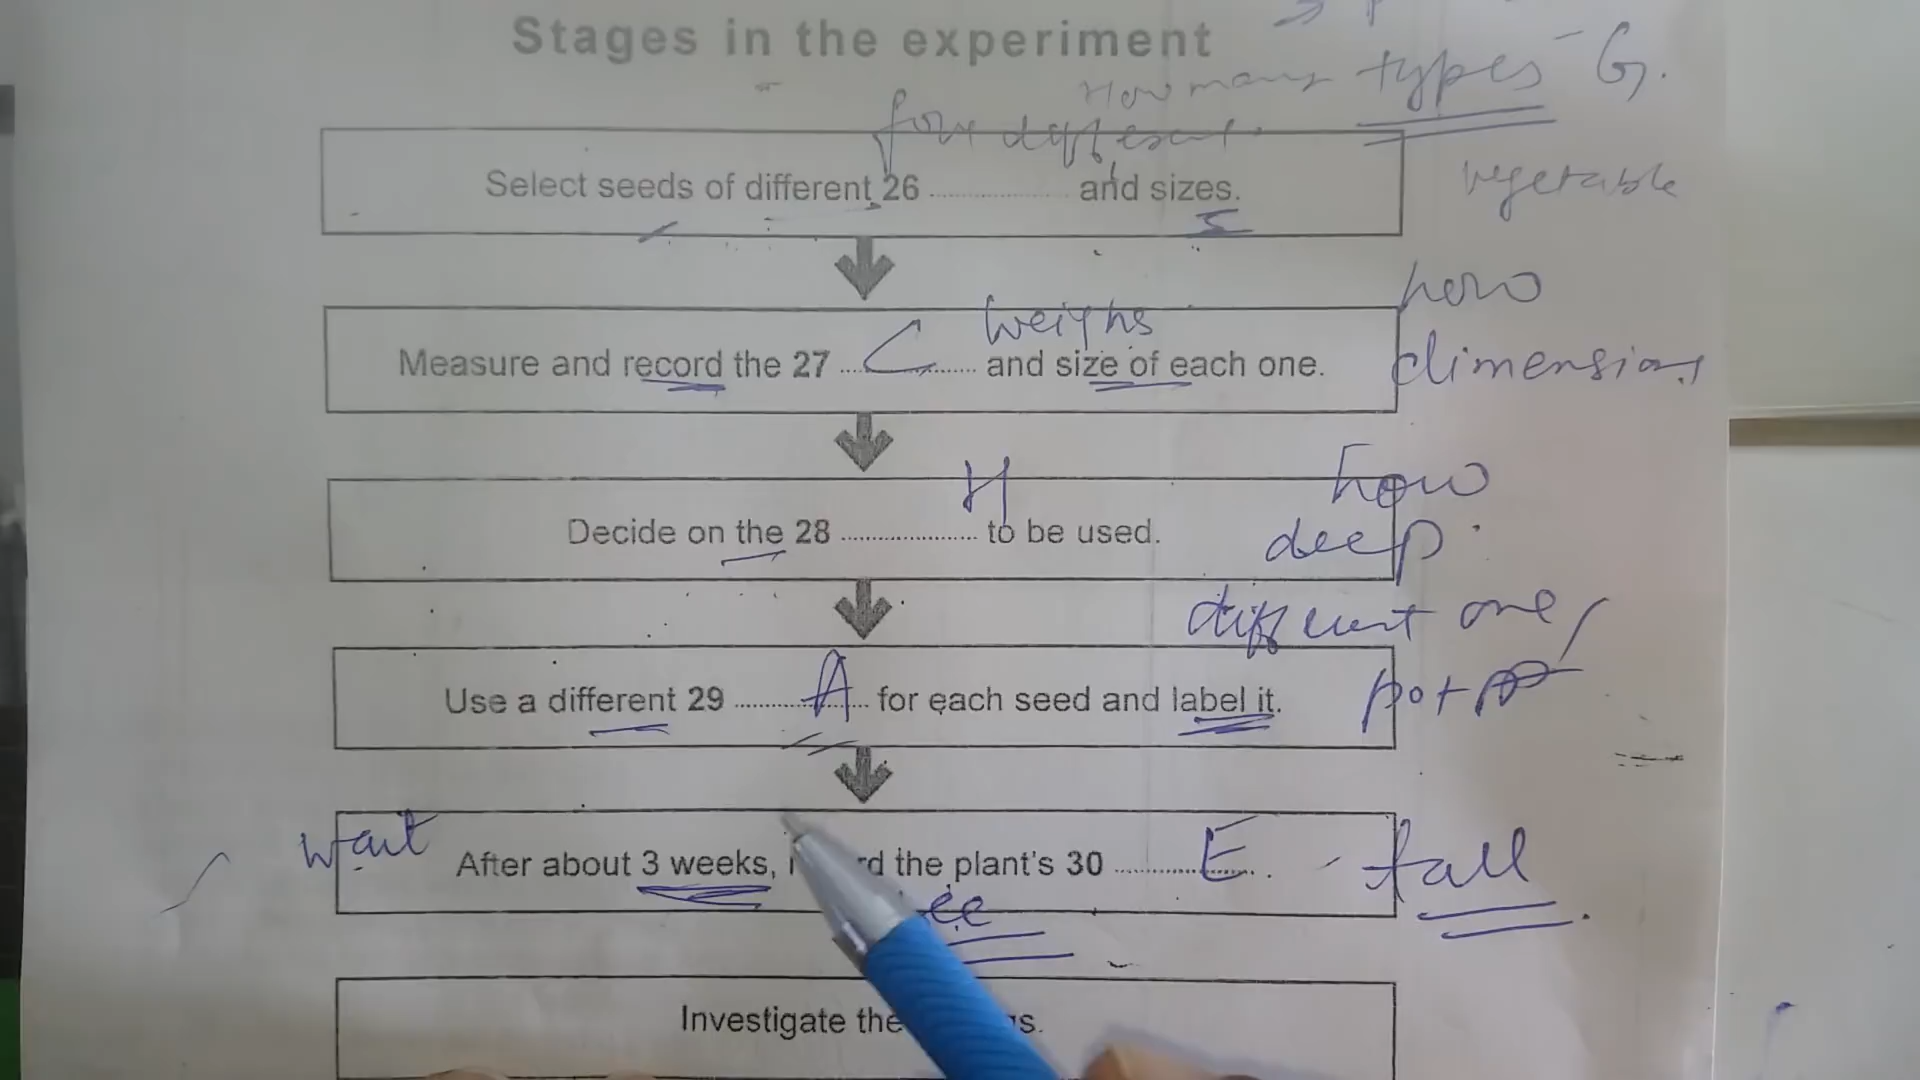 Stages in the experiment
How many types - G.
four different
Select seeds of different 26 .................... and sizes.
vegetable
weighs
Measure and record the 27 .... C ....... and size of each one.
dimensions
H
how
Decide on the 28 .................... to be used.
deep.
different one
Use a different 29 ............ A .. for each seed and label it.
pot
wait
After about 3 weeks, the plant's 30 ............ E ..... .
- tall
Investigate the